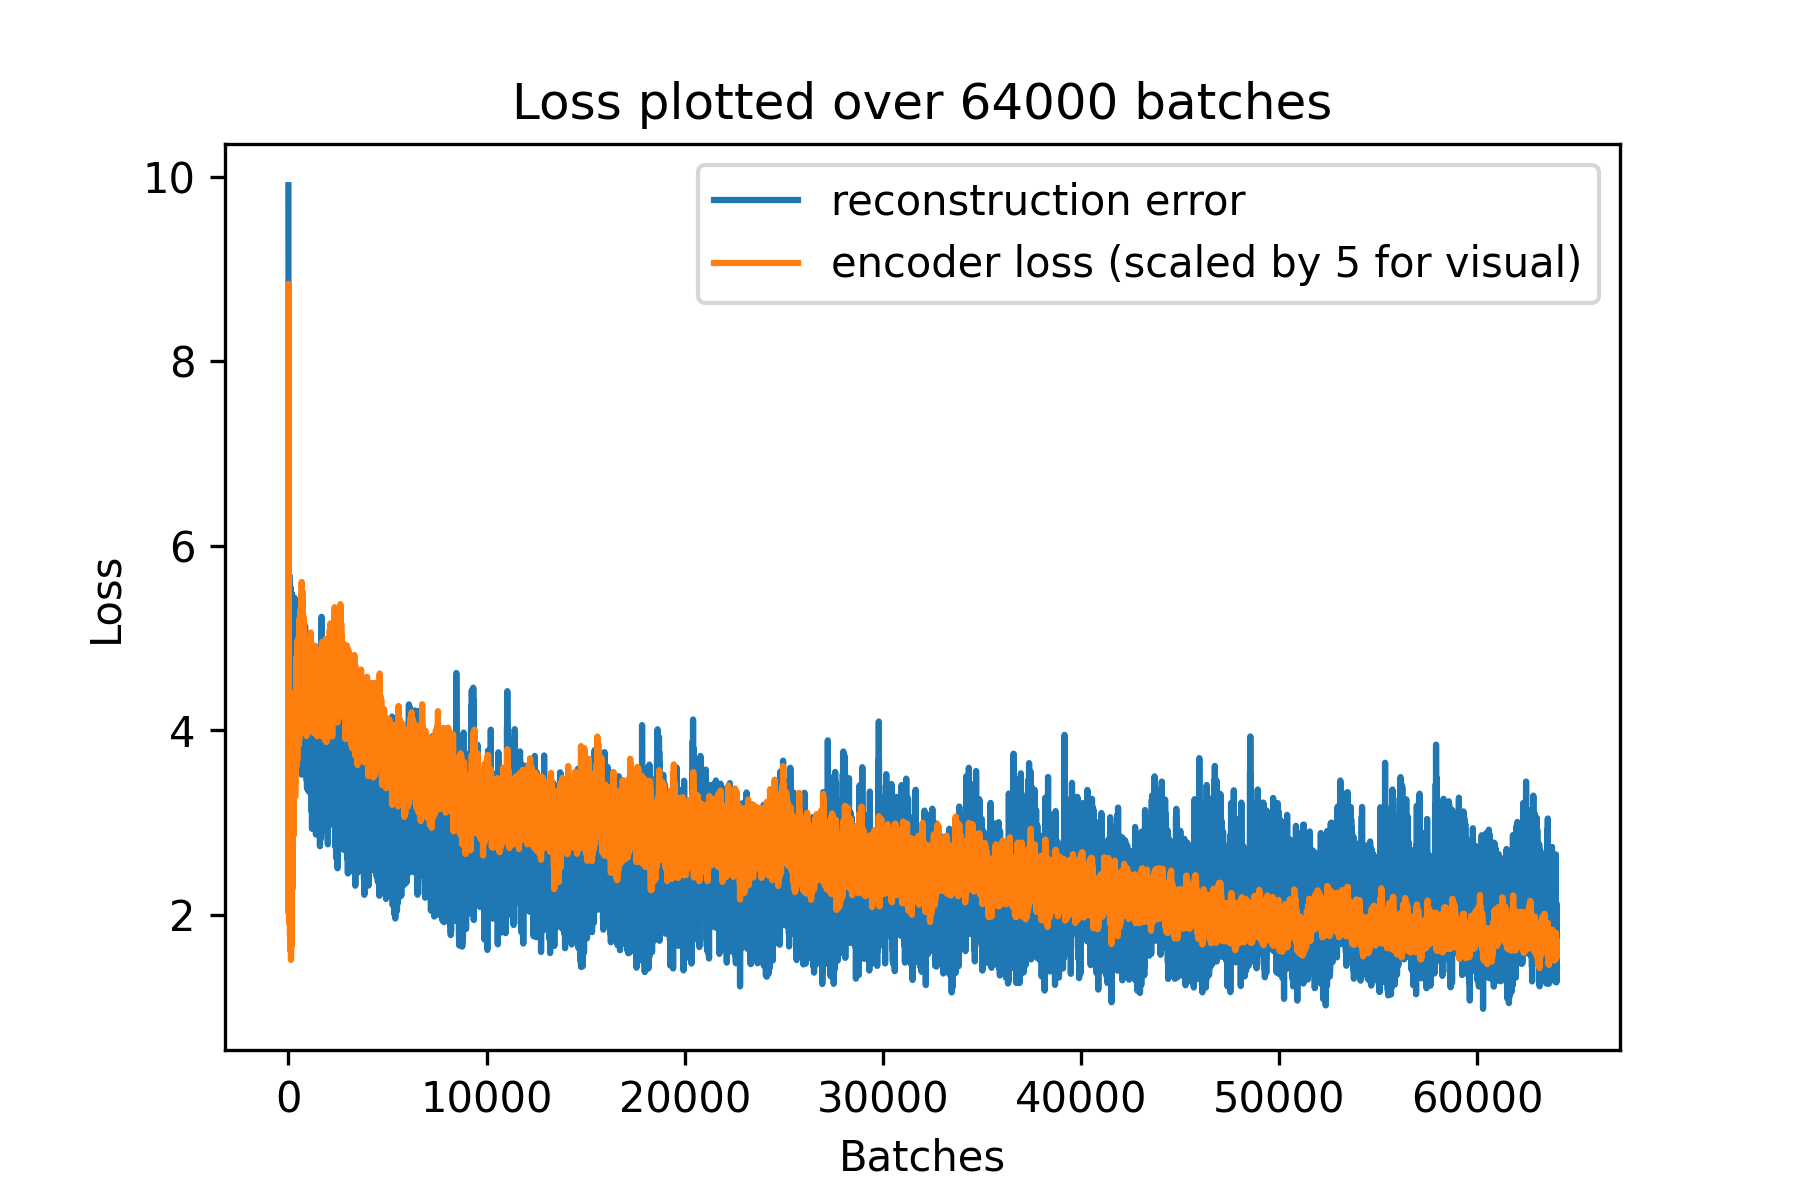 Loss plotted over 64000 batches
reconstruction error
encoder loss (scaled by 5 for visual)
10
8
6
4
2
Loss
0 10000 20000 30000 40000 50000 60000
Batches